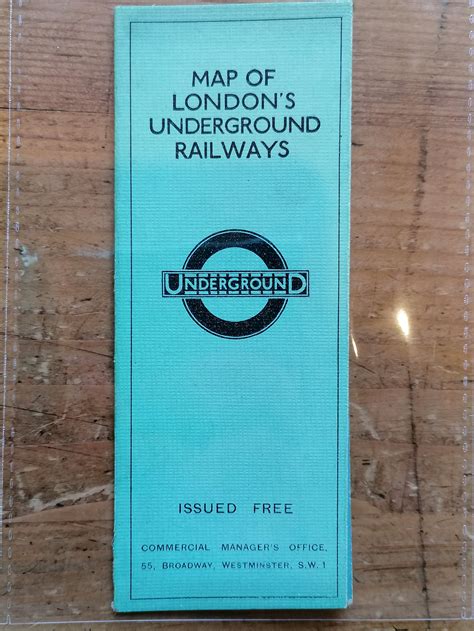 MAP OF
LONDON'S
UNDERGROUND
RAILWAYS
UNDERGROUND
ISSUED FREE
COMMERCIAL MANAGER'S OFFICE,
55, BROADWAY, WESTMINSTER, S.W.1